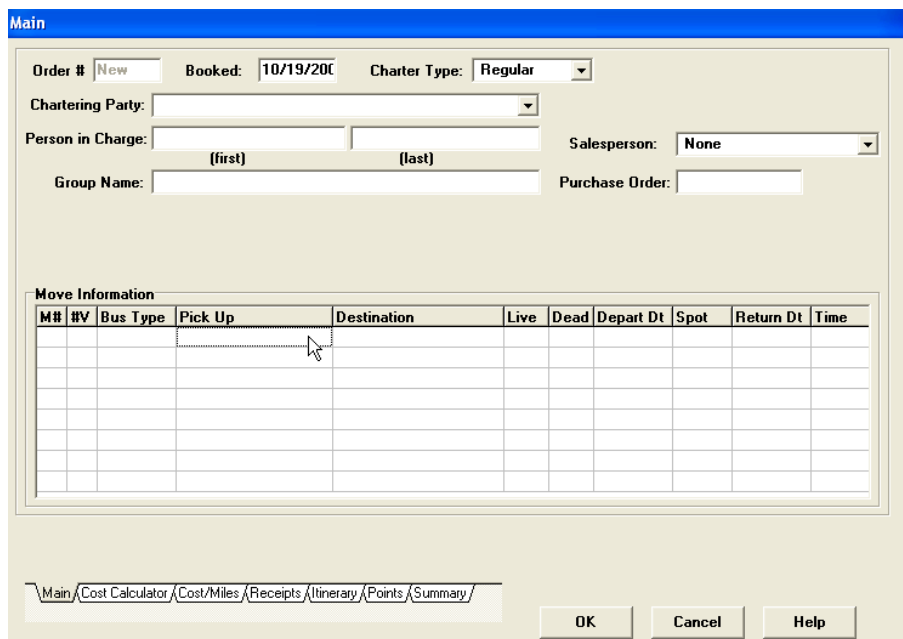 Main
Order # New Booked: 10/19/200 Charter Type: Regular
Chartering Party:
Person in Charge:
(first) (last)
Salesperson: None
Group Name: Purchase Order:
Move Information
M# #V Bus Type Pick Up Destination Live Dead Depart Dt Spot Return Dt Time
Main Cost Calculator Cost/Miles Receipts Itinerary Points Summary
OK Cancel Help